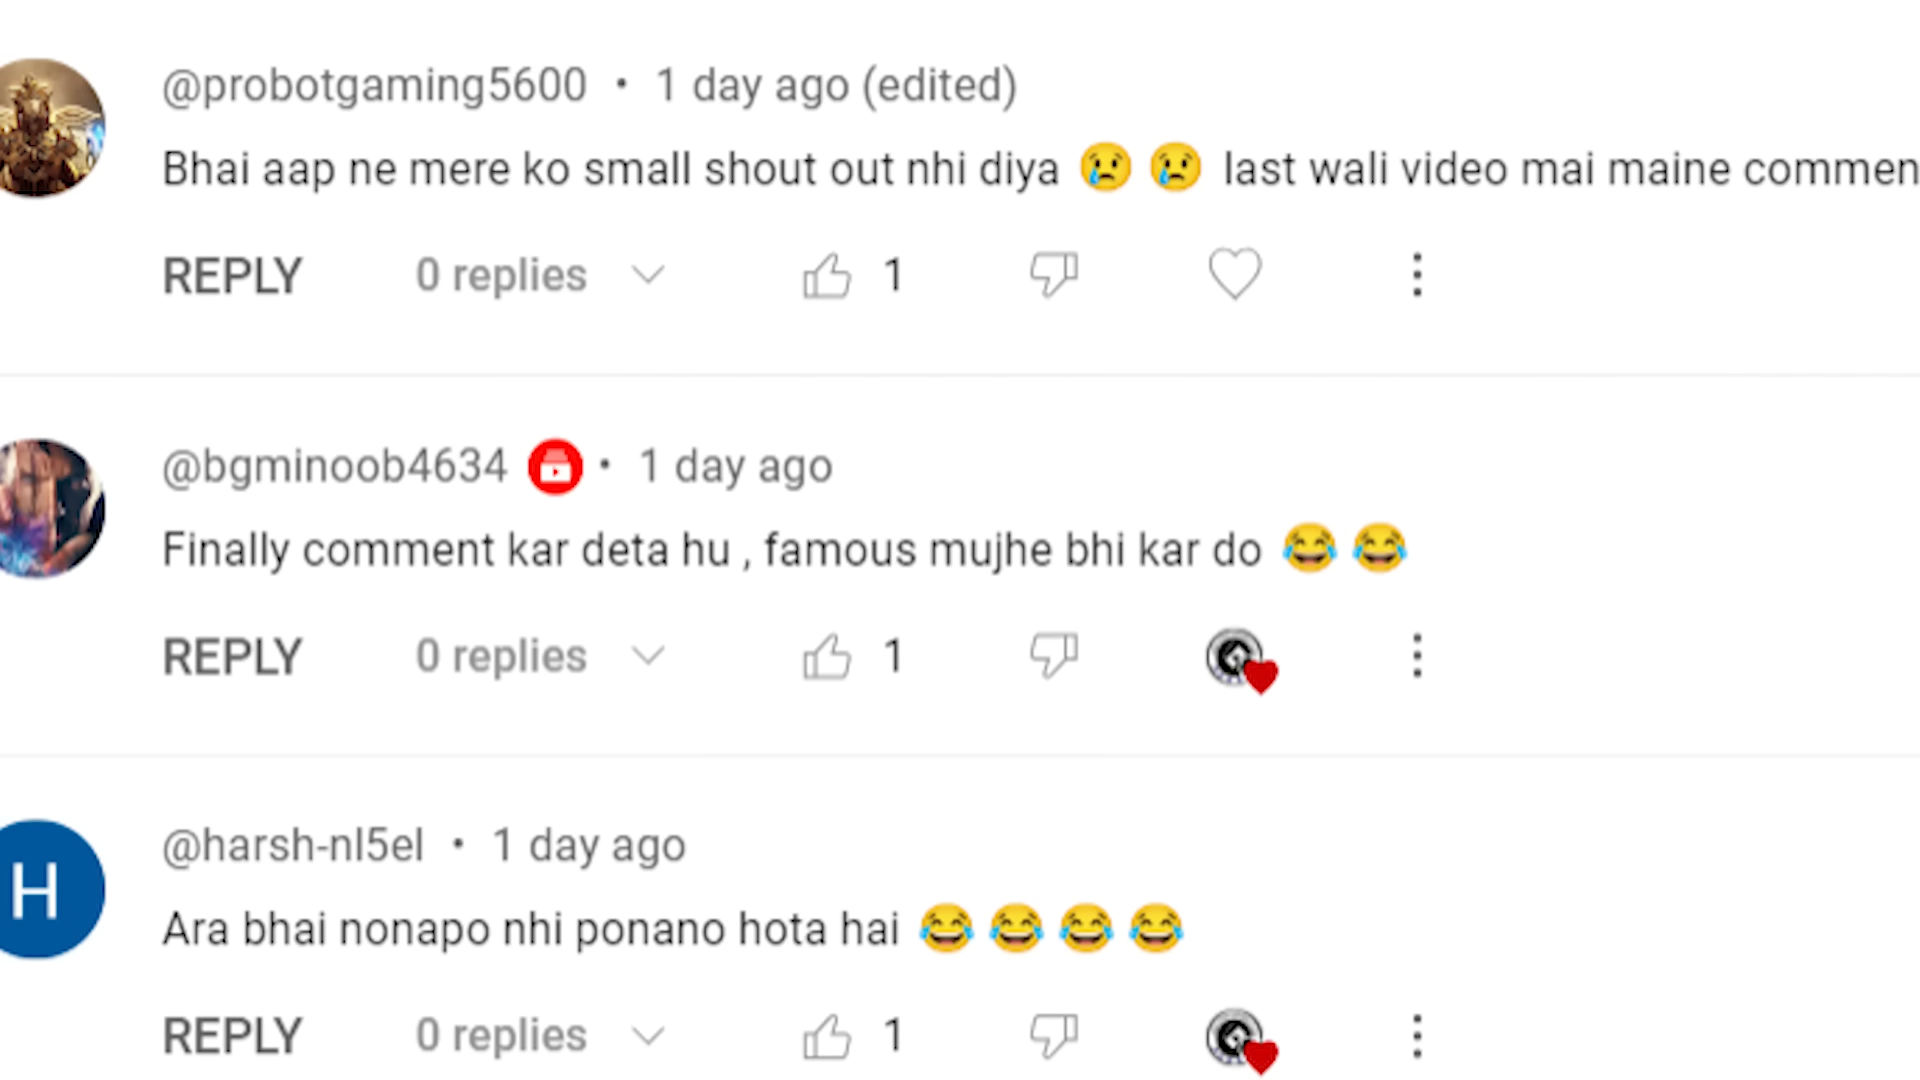 @probotgaming5600 • 1 day ago (edited)
Bhai aap ne mere ko small shout out nhi diya 😢 😢 last wali video mai maine commen
REPLY 0 replies 1
@bgminoob4634 • 1 day ago
Finally comment kar deta hu , famous mujhe bhi kar do 😂 😂
REPLY 0 replies 1
H
@harsh-nl5el • 1 day ago
Ara bhai nonapo nhi ponano hota hai 😂 😂 😂 😂
REPLY 0 replies 1